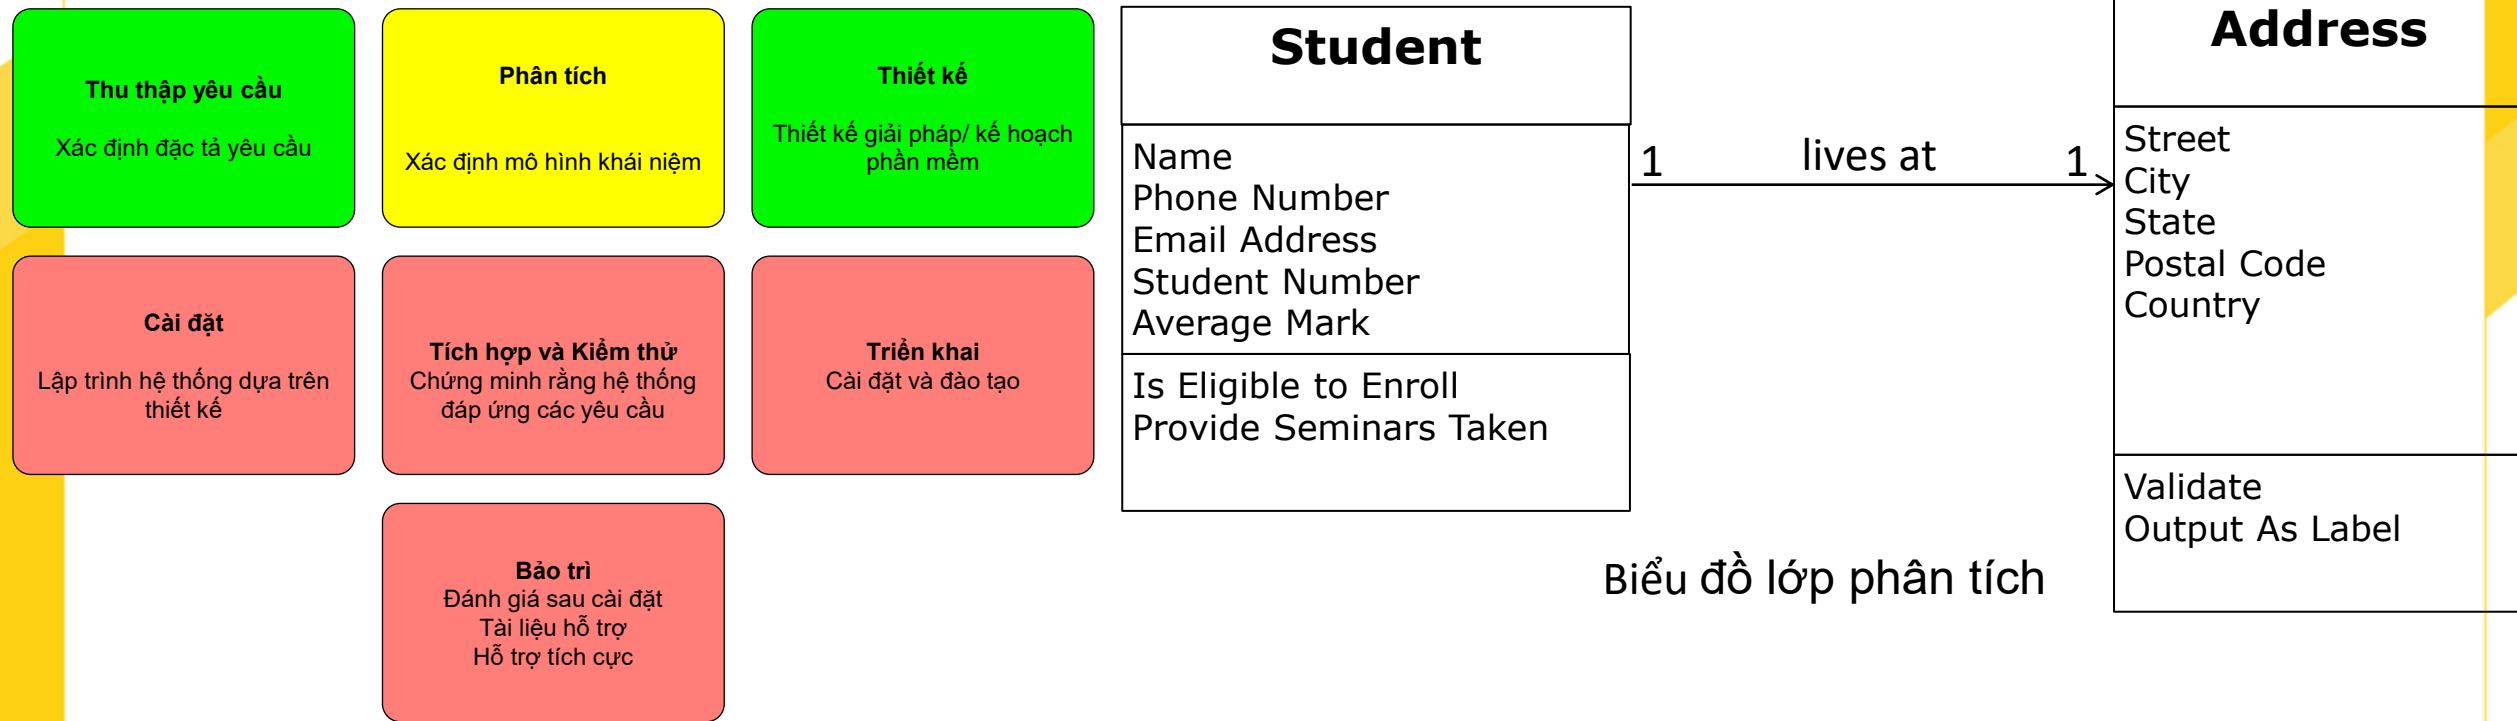 Thu thập yêu cầu
Xác định đặc tả yêu cầu
Phân tích
Xác định mô hình khái niệm
Thiết kế
Thiết kế giải pháp/ kế hoạch
phần mềm
Cài đặt
Lập trình hệ thống dựa trên
thiết kế
Tích hợp và Kiểm thử
Chứng minh rằng hệ thống
đáp ứng các yêu cầu
Triển khai
Cài đặt và đào tạo
Bảo trì
Đánh giá sau cài đặt
Tài liệu hỗ trợ
Hỗ trợ tích cực
Student
Name
Phone Number
Email Address
Student Number
Average Mark
Is Eligible to Enroll
Provide Seminars Taken
1 lives at 1
Address
Street
City
State
Postal Code
Country
Validate
Output As Label
Biểu đồ lớp phân tích